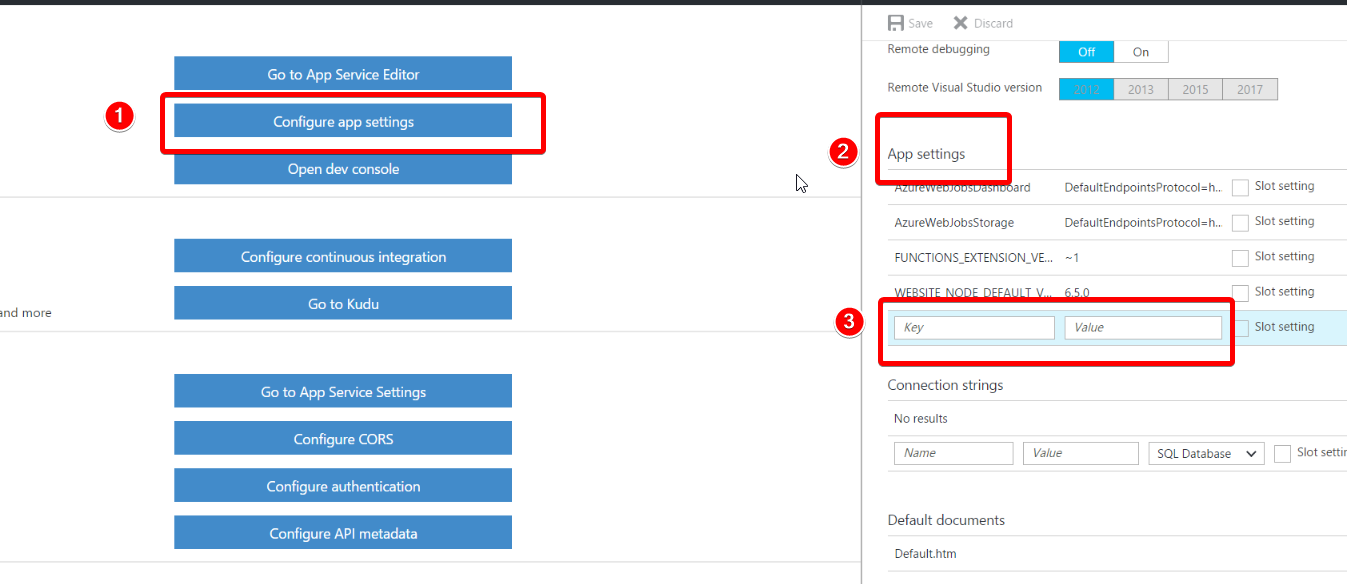 Go to App Service Editor
1
Configure app settings
Open dev console
Configure continuous integration
Go to Kudu
and more
Go to App Service Settings
Configure CORS
Configure authentication
Configure API metadata
Save Discard
Remote debugging Off On
Remote Visual Studio version 2012 2013 2015 2017
2
App settings
AzureWebJobsDashboard DefaultEndpointsProtocol=h... Slot setting
AzureWebJobsStorage DefaultEndpointsProtocol=h... Slot setting
FUNCTIONS_EXTENSION_VE... ~1 Slot setting
WEBSITE_NODE_DEFAULT_V... 6.5.0 Slot setting
3
Key Value Slot setting
Connection strings
No results
Name Value SQL Database Slot settin
Default documents
Default.htm